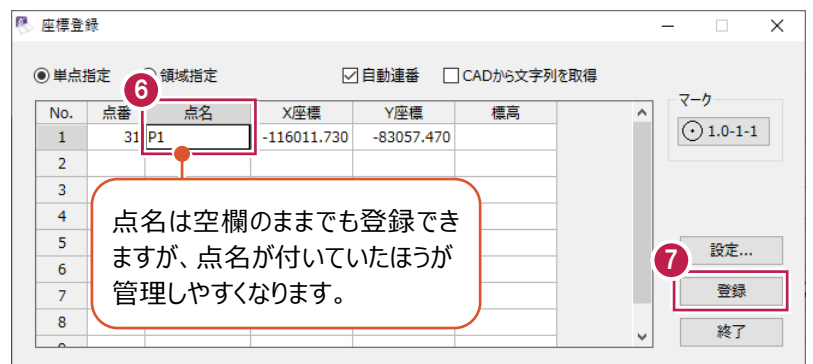 座標登録
単点指定 領域指定 自動連番 CADから文字列を取得
6
マーク
No. 点番 点名 X座標 Y座標 標高
1 31 P1 -116011.730 -83057.470
1.0-1-1
2
3
4
5
6
7
8
点名は空欄のままでも登録でき
ますが、点名が付いていたほうが
管理しやすくなります。
設定...
7
登録
終了